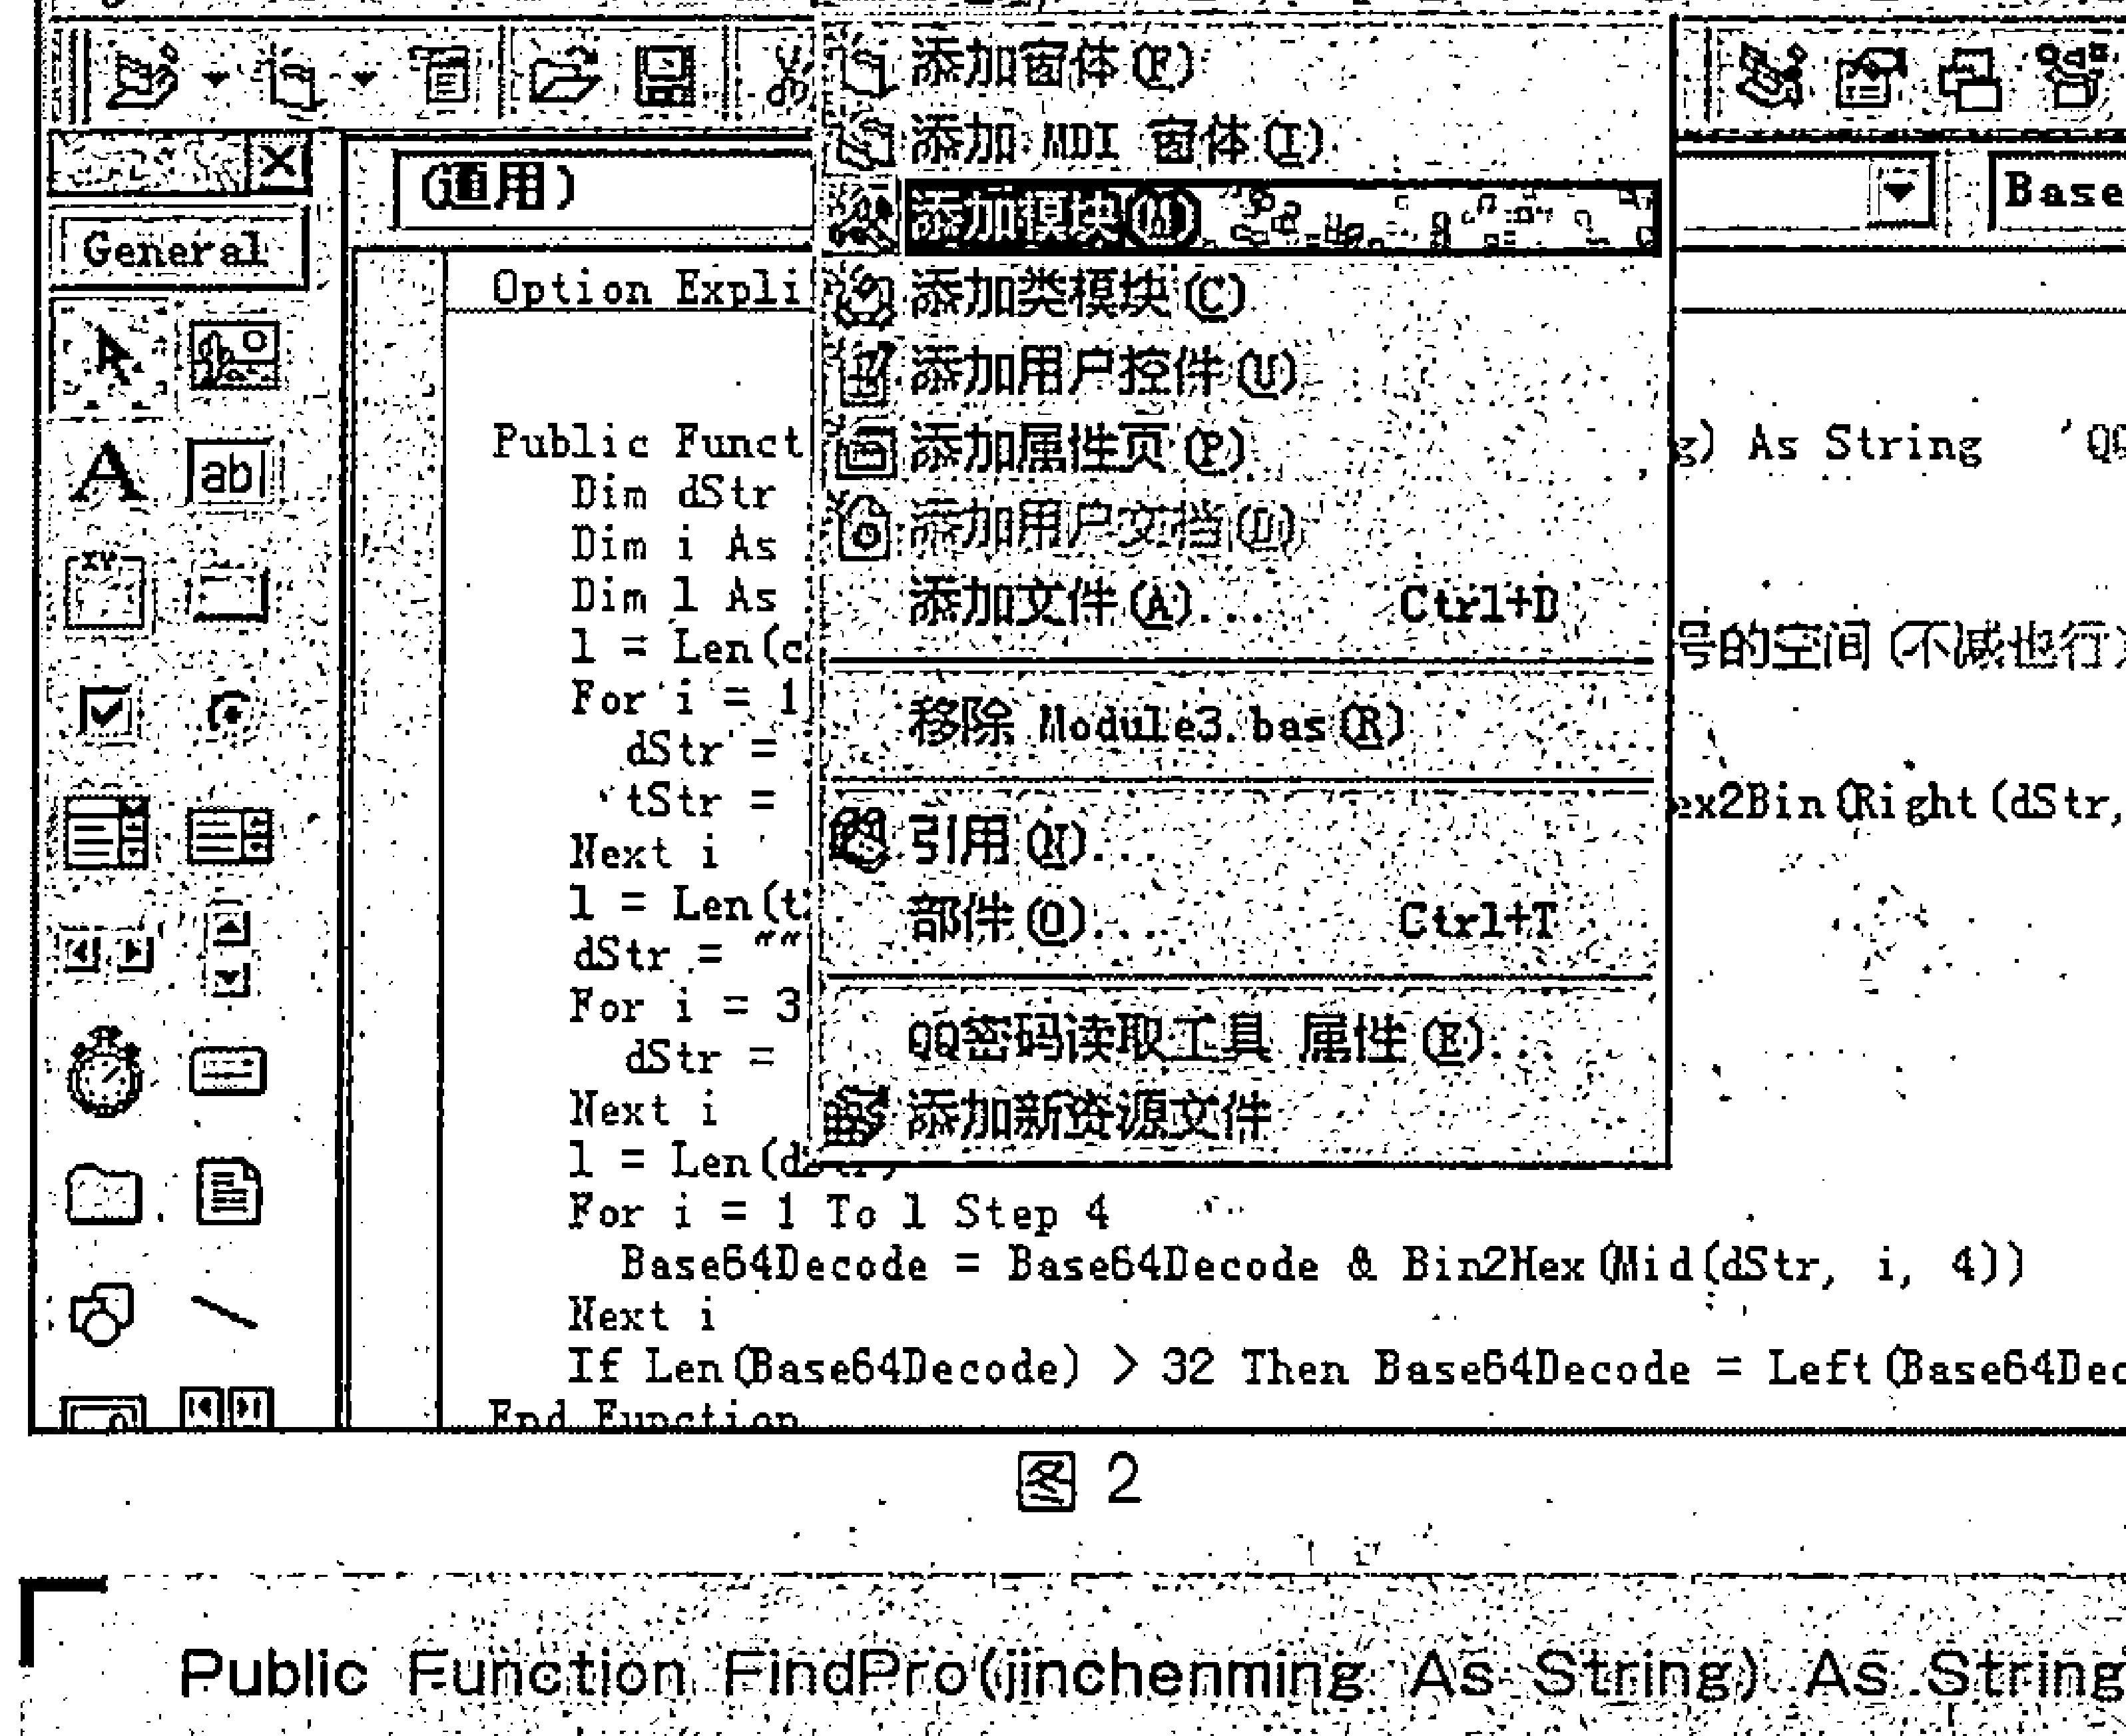 添加窗体(F)
添加 MDI 窗体(I)
(通用)
添加模块(M)
Base
General
Option Expli
添加类模块(C)
添加用户控件(U)
Public Funct
添加属性页(P)
g) As String 'QQ
Dim dStr
添加用户文档(D)
Dim i As
Dim l As
添加文件(A)... Ctrl+D
l = Len(c
号的空间(不减也行)
For i = 1
移除 Module3.bas(R)
dStr =
tStr =
ex2Bin(Right(dStr,
引用(N)...
Next i
l = Len(t
部件(O)... Ctrl+T
dStr = ""
For i = 3
QQ密码读取工具 属性(E)...
dStr =
Next i
添加新资源文件
l = Len(dStr)
For i = 1 To l Step 4
Base64Decode = Base64Decode & Bin2Hex(Mid(dStr, i, 4))
Next i
If Len(Base64Decode) > 32 Then Base64Decode = Left(Base64Dec
End Function
图 2
Public Function FindPro(jinchenming As String) As String